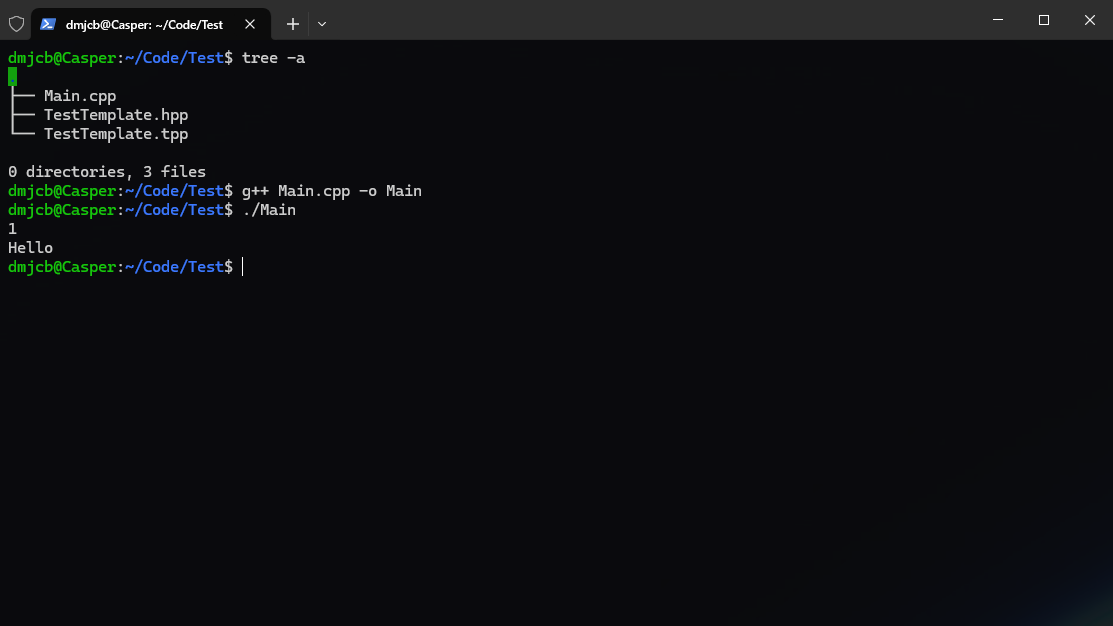 dmjcb@Casper: ~/Code/Test
dmjcb@Casper:~/Code/Test$ tree -a
.
├── Main.cpp
├── TestTemplate.hpp
└── TestTemplate.tpp
0 directories, 3 files
dmjcb@Casper:~/Code/Test$ g++ Main.cpp -o Main
dmjcb@Casper:~/Code/Test$ ./Main
1
Hello
dmjcb@Casper:~/Code/Test$